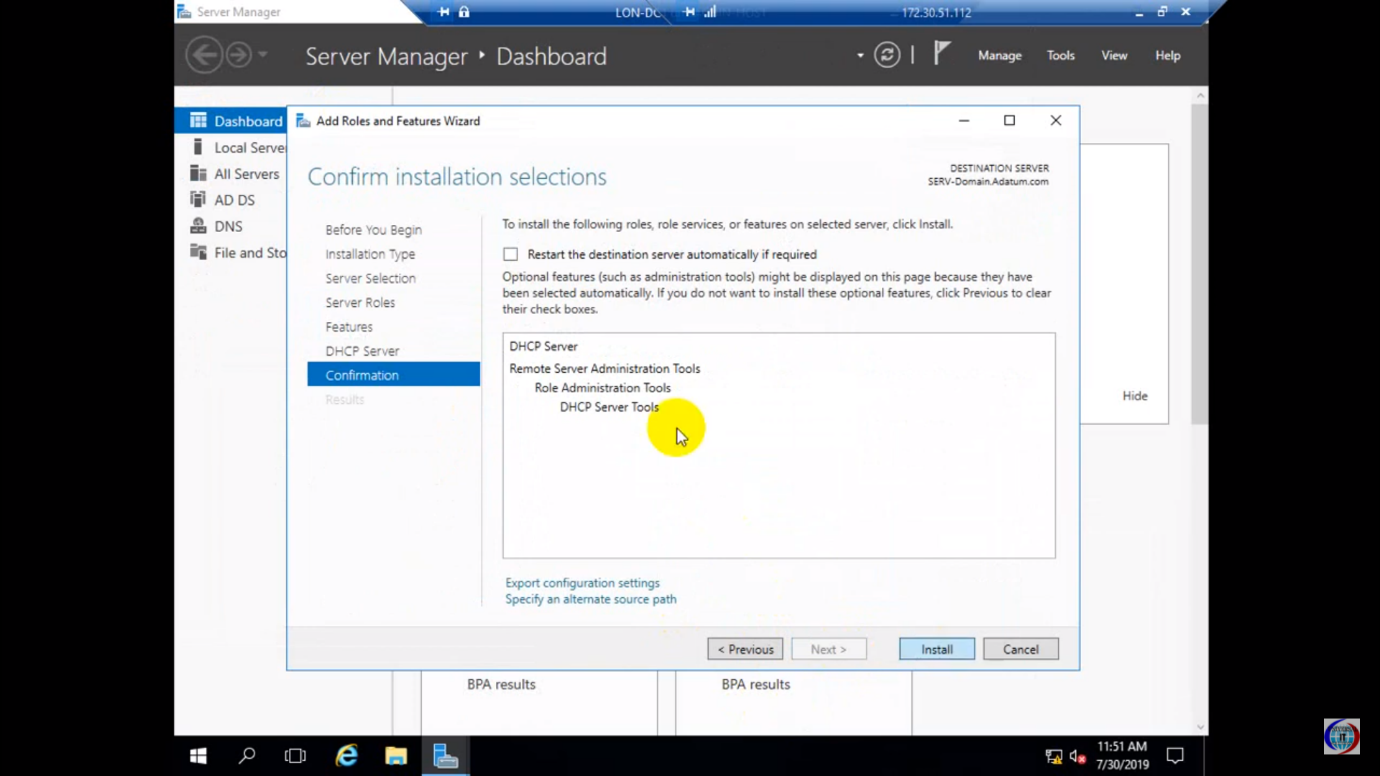 Server Manager
LON-DC
172.30.51.112
Server Manager ‣ Dashboard
Manage
Tools
View
Help
Dashboard
Local Serve
All Servers
AD DS
DNS
File and Sto
Add Roles and Features Wizard
Confirm installation selections
DESTINATION SERVER
SERV-Domain.Adatum.com
Before You Begin
Installation Type
Server Selection
Server Roles
Features
DHCP Server
Confirmation
Results
To install the following roles, role services, or features on selected server, click Install.
Restart the destination server automatically if required
Optional features (such as administration tools) might be displayed on this page because they have
been selected automatically. If you do not want to install these optional features, click Previous to clear
their check boxes.
DHCP Server
Remote Server Administration Tools
Role Administration Tools
DHCP Server Tools
Export configuration settings
Specify an alternate source path
< Previous
Next >
Install
Cancel
Hide
BPA results
BPA results
11:51 AM
7/30/2019